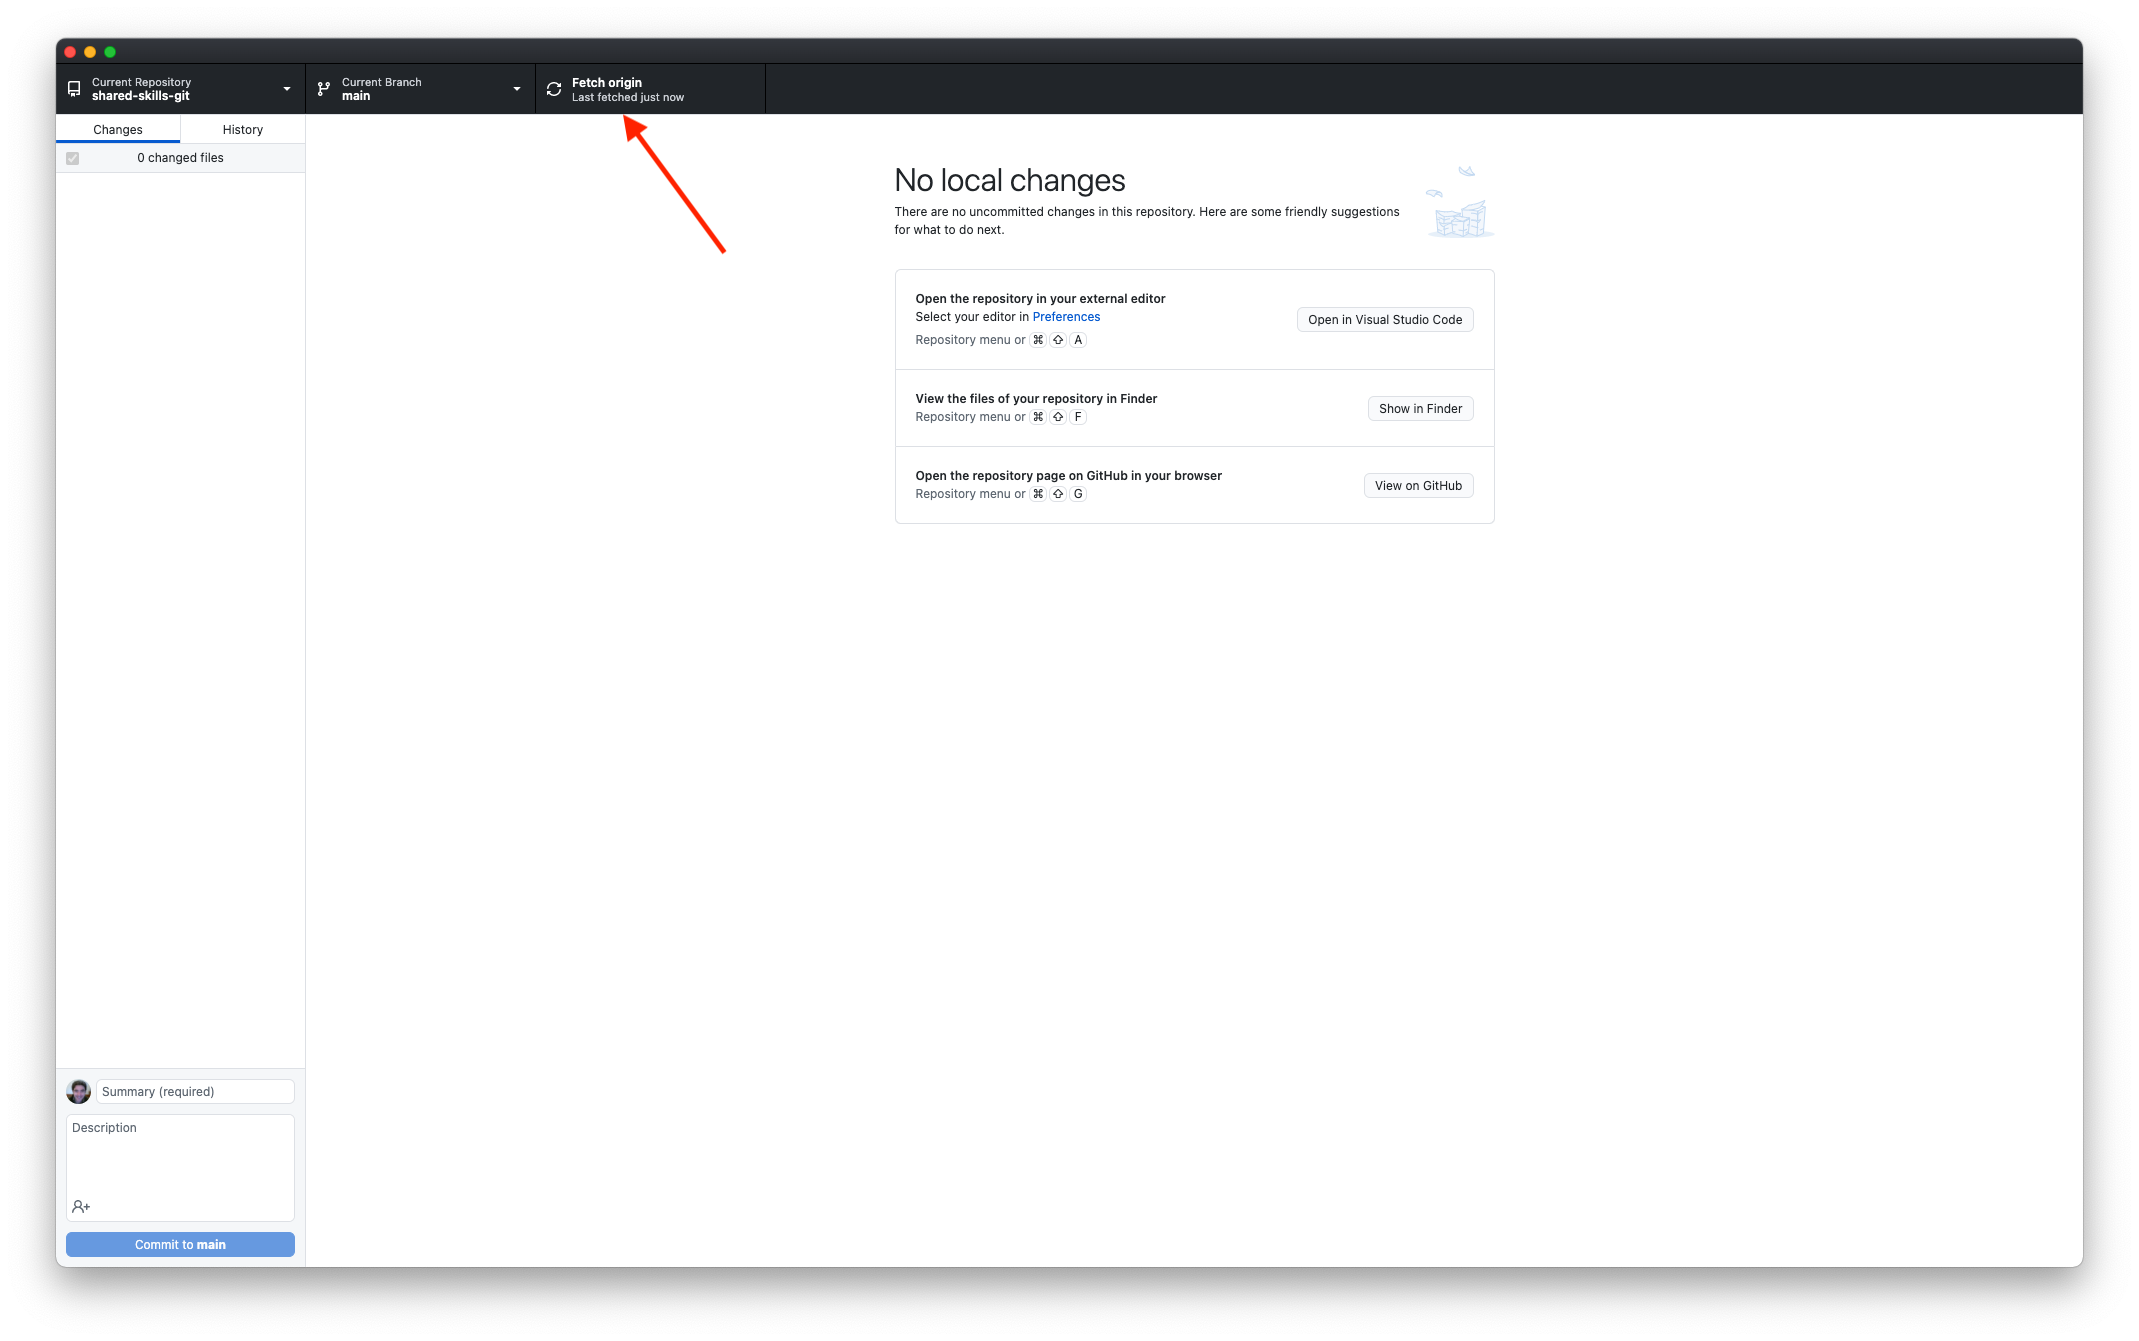 Current Repository
shared-skills-git
Current Branch
main
Fetch origin
Last fetched just now
Changes
History
0 changed files
No local changes
There are no uncommitted changes in this repository. Here are some friendly suggestions
for what to do next.
Open the repository in your external editor
Select your editor in Preferences
Repository menu or ⌘ ⇧ A
Open in Visual Studio Code
View the files of your repository in Finder
Repository menu or ⌘ ⇧ F
Show in Finder
Open the repository page on GitHub in your browser
Repository menu or ⌘ ⇧ G
View on GitHub
Summary (required)
Description
Commit to main